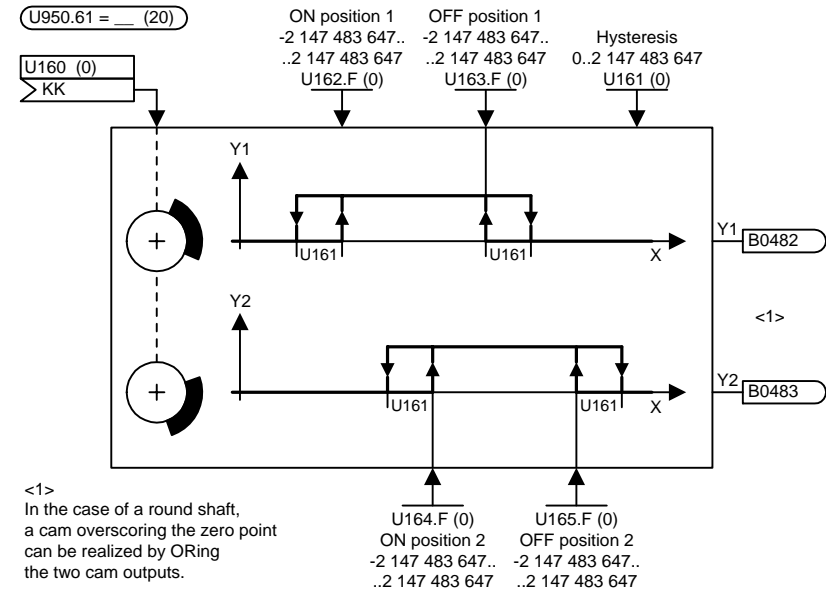 U950.61 = __ (20)
U160 (0)
KK
ON position 1
-2 147 483 647..
..2 147 483 647
U162.F (0)
OFF position 1
-2 147 483 647..
..2 147 483 647
U163.F (0)
Hysteresis
0..2 147 483 647
U161 (0)
Y1
U161
U161
X
Y1
B0482
Y2
U161
U161
X
Y2
B0483
<1>
U164.F (0)
ON position 2
-2 147 483 647..
..2 147 483 647
U165.F (0)
OFF position 2
-2 147 483 647..
..2 147 483 647
<1>
In the case of a round shaft,
a cam overscoring the zero point
can be realized by ORing
the two cam outputs.